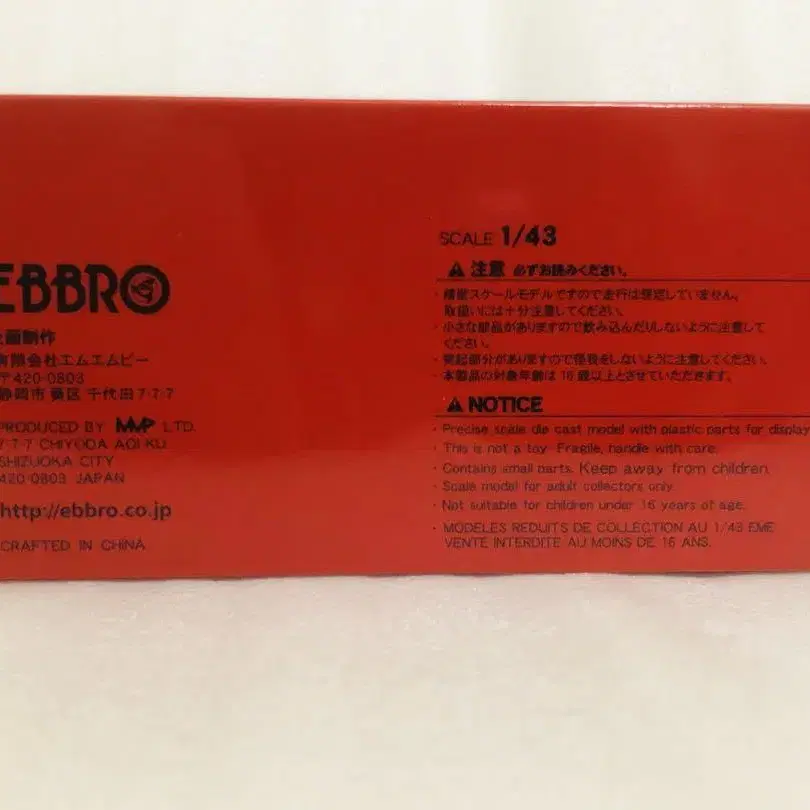 EBBRO
企画制作
有限会社エムエムピー
〒420-0803
静岡市 葵区 千代田7-7-7
PRODUCED BY MMP LTD.
7-7-7 CHIYODA AOI-KU
SHIZUOKA CITY
420-0803 JAPAN
http://ebbro.co.jp
CRAFTED IN CHINA
SCALE 1/43
注意 必ずお読みください。
・精密スケールモデルですので走行は想定していません。
取扱いには十分注意してください。
・小さな部品がありますので飲み込んだりしないように注意して
ください。
・突起部分がありますので怪我をしないように注意してください。
・本製品の対象年齢は16歳以上とさせていただきます。
NOTICE
・Precise scale die cast model with plastic parts for display
・This is not a toy. Fragile, handle with care.
・Contains small parts. Keep away from children.
・Scale model for adult collectors only.
・Not suitable for children under 16 years of age.
・MODELES REDUITS DE COLLECTION AU 1/43 EME
VENTE INTERDITE AU MOINS DE 16 ANS.